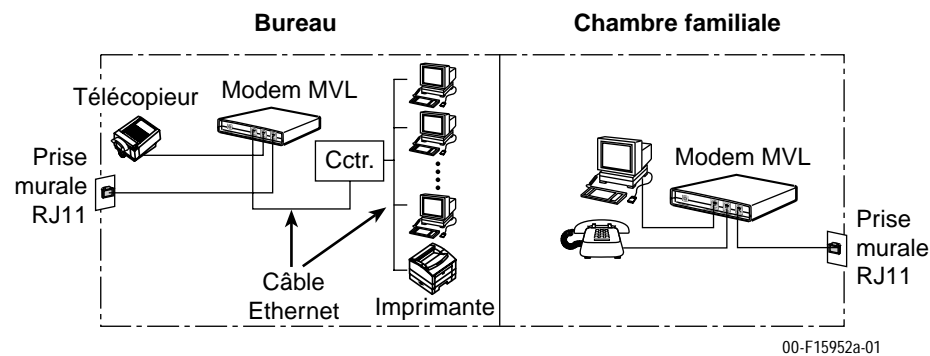 Bureau
Chambre familiale
Télécopieur
Modem MVL
Prise
murale
RJ11
Cctr.
Câble
Ethernet
Imprimante
Modem MVL
Prise
murale
RJ11
00-F15952a-01